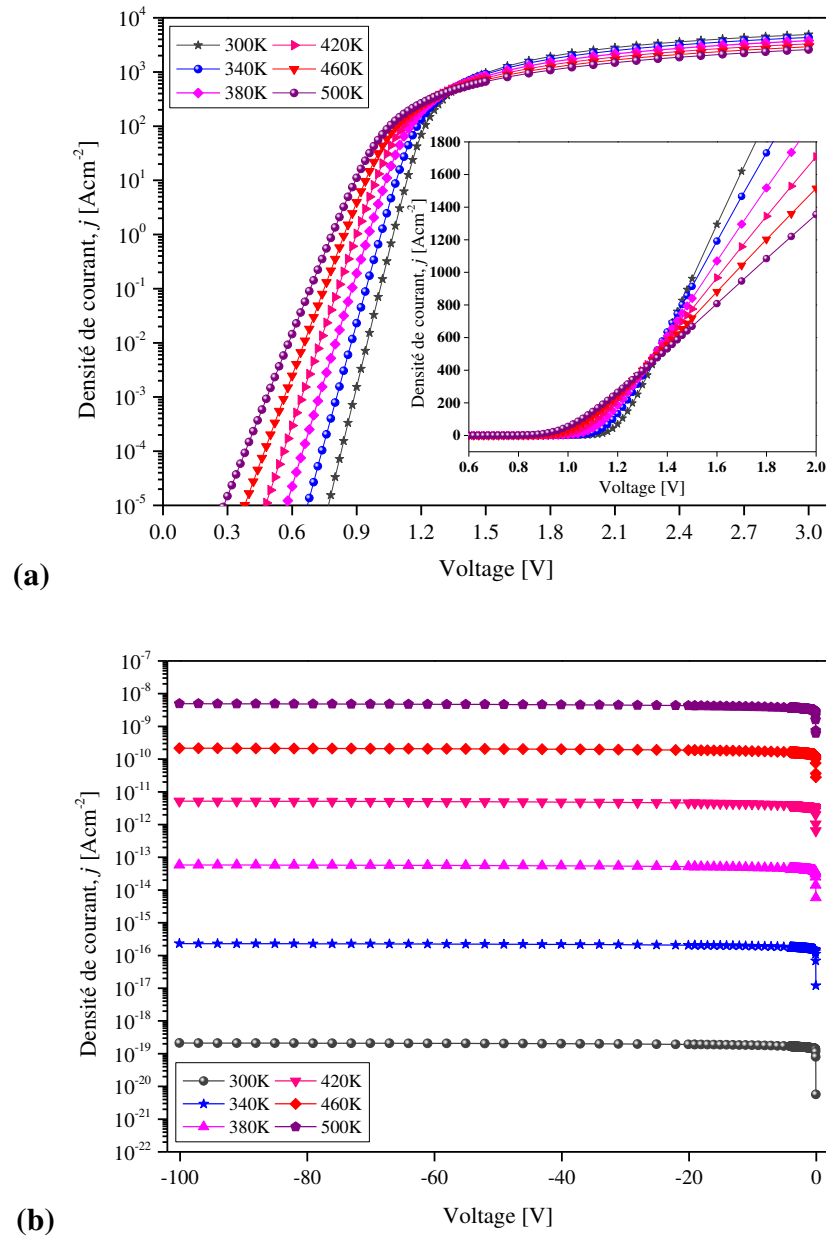 10^4
10^3
10^2
10^1
10^0
10^-1
10^-2
10^-3
10^-4
10^-5
Densité de courant, j [Acm^-2]
300K 420K
340K 460K
380K 500K
1800
1600
1400
1200
1000
800
600
400
200
0
Densité de courant, j [Acm^-2]
0.6 0.8 1.0 1.2 1.4 1.6 1.8 2.0
Voltage [V]
0.0 0.3 0.6 0.9 1.2 1.5 1.8 2.1 2.4 2.7 3.0
Voltage [V]
(a)
10^-7
10^-8
10^-9
10^-10
10^-11
10^-12
10^-13
10^-14
10^-15
10^-16
10^-17
10^-18
10^-19
10^-20
10^-21
10^-22
Densité de courant, j [Acm^-2]
300K 420K
340K 460K
380K 500K
-100 -80 -60 -40 -20 0
Voltage [V]
(b)